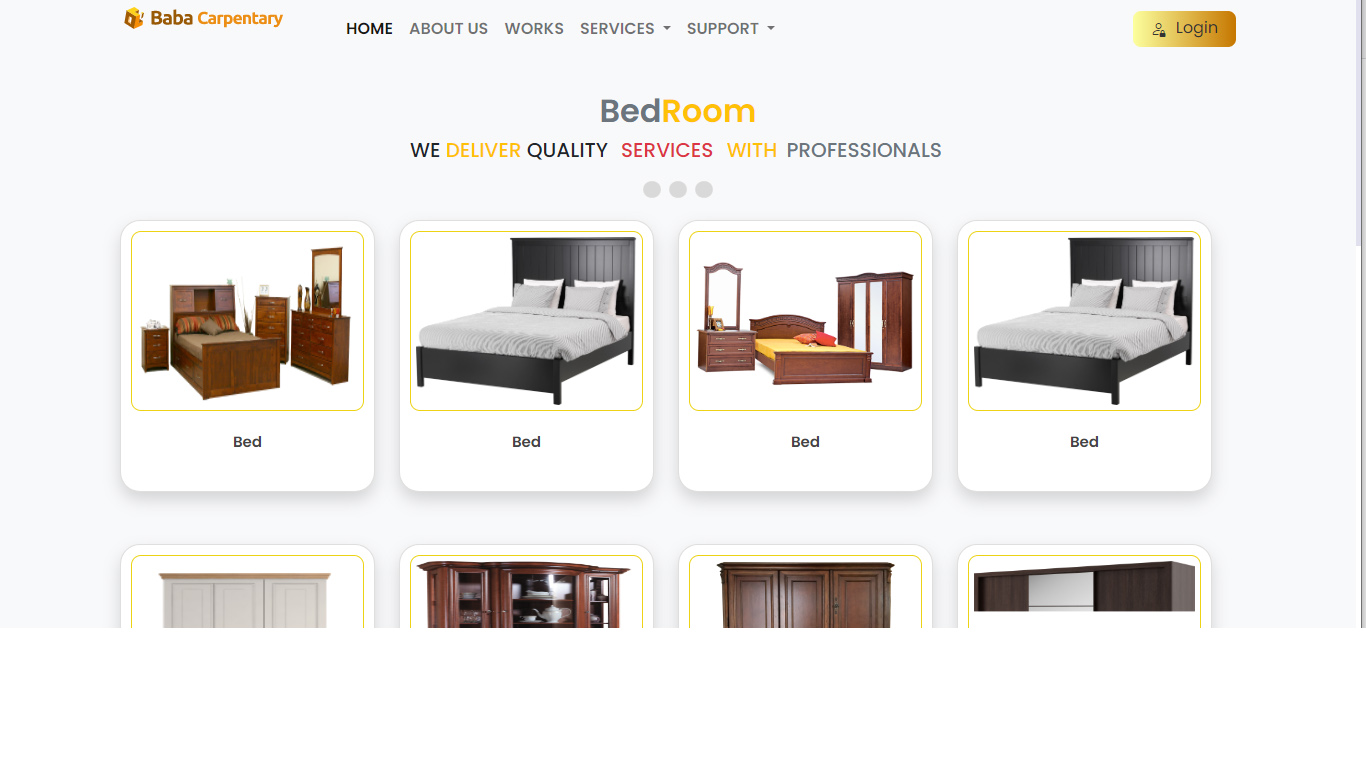 Baba Carpentary
HOME ABOUT US WORKS SERVICES SUPPORT Login
BedRoom
WE DELIVER QUALITY SERVICES WITH PROFESSIONALS
Bed Bed Bed Bed